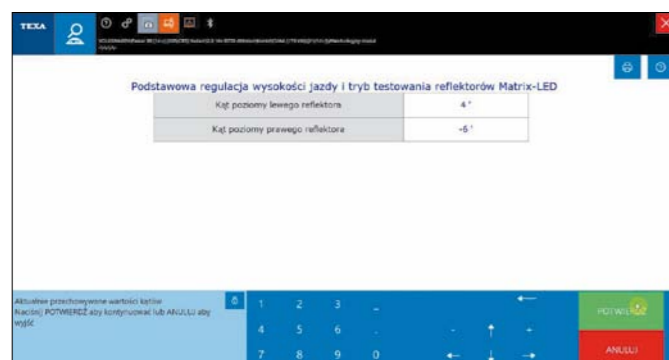 TEXA
Podstawowa regulacja wysokości jazdy i tryb testowania reflektorów Matrix-LED
Kąt poziomy lewego reflektora 4 '
Kąt poziomy prawego reflektora -6 '
Aktualnie przechowywane wartości kątów
Naciśnij POTWIERDŹ aby kontynuować lub ANULUJ aby
wyjść
1 2 3 _
4 5 6 . - ↑ +
7 8 9 0 ← ↓ →
POTWIERDŹ
ANULUJ